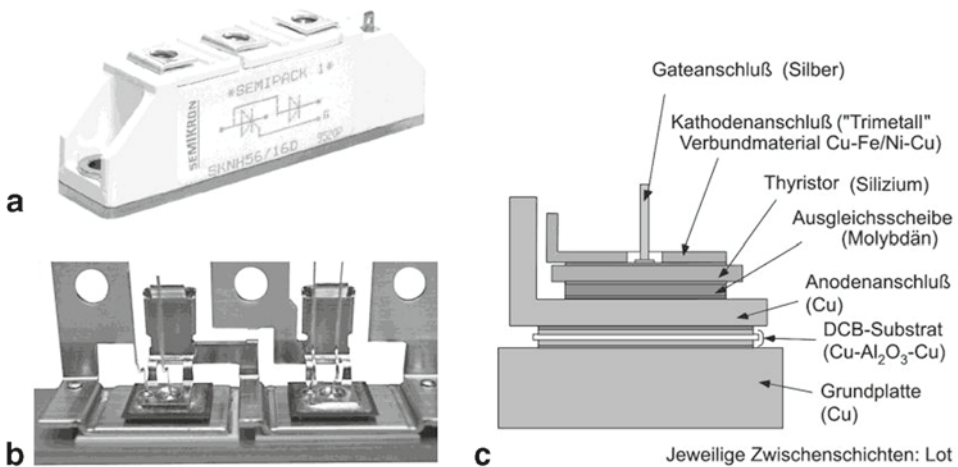 a
*SEMIPACK 1*
SEMIKRON
G
SKNH56/16D
b
c
Gateanschluß (Silber)
Kathodenanschluß ("Trimetall"
Verbundmaterial Cu-Fe/Ni-Cu)
Thyristor (Silizium)
Ausgleichsscheibe
(Molybdän)
Anodenanschluß
(Cu)
DCB-Substrat
(Cu-Al₂O₃-Cu)
Grundplatte
(Cu)
Jeweilige Zwischenschichten: Lot